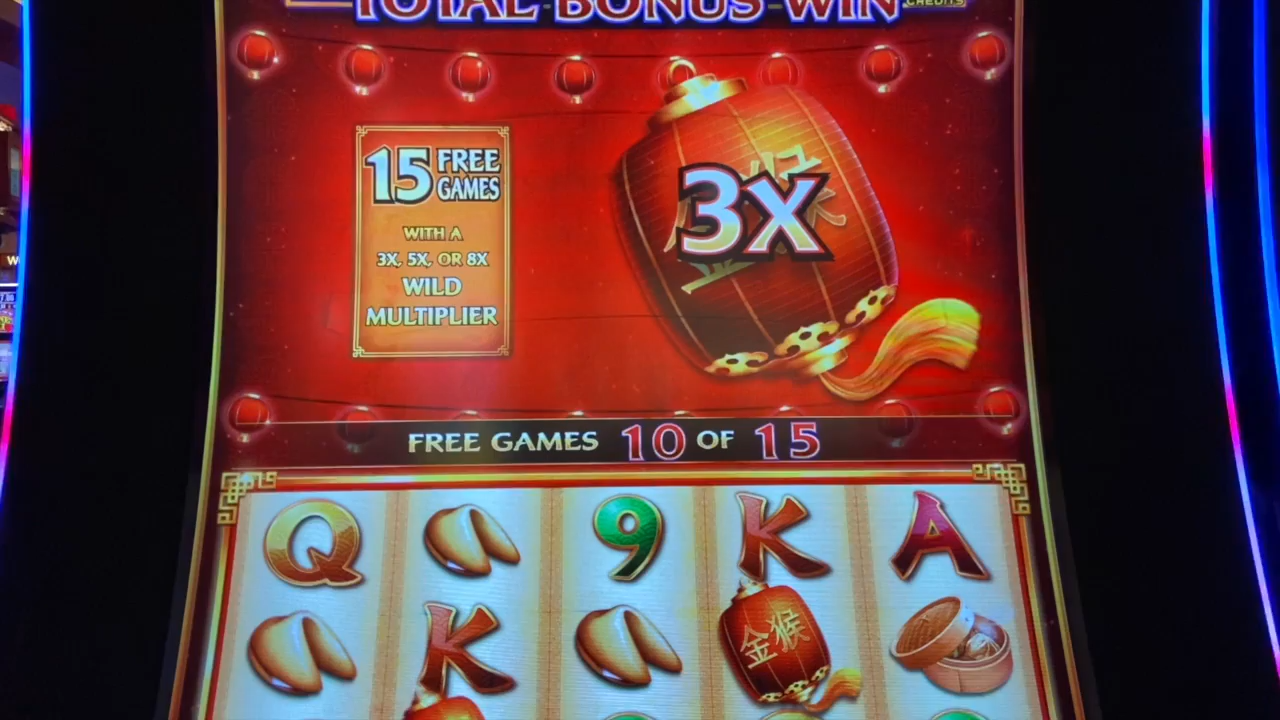 TOTAL BONUS WIN
CREDITS
15 FREE GAMES
WITH A
3X, 5X, OR 8X
WILD
MULTIPLIER
3X
FREE GAMES 10 OF 15
Q
9
K
A
K
金猴